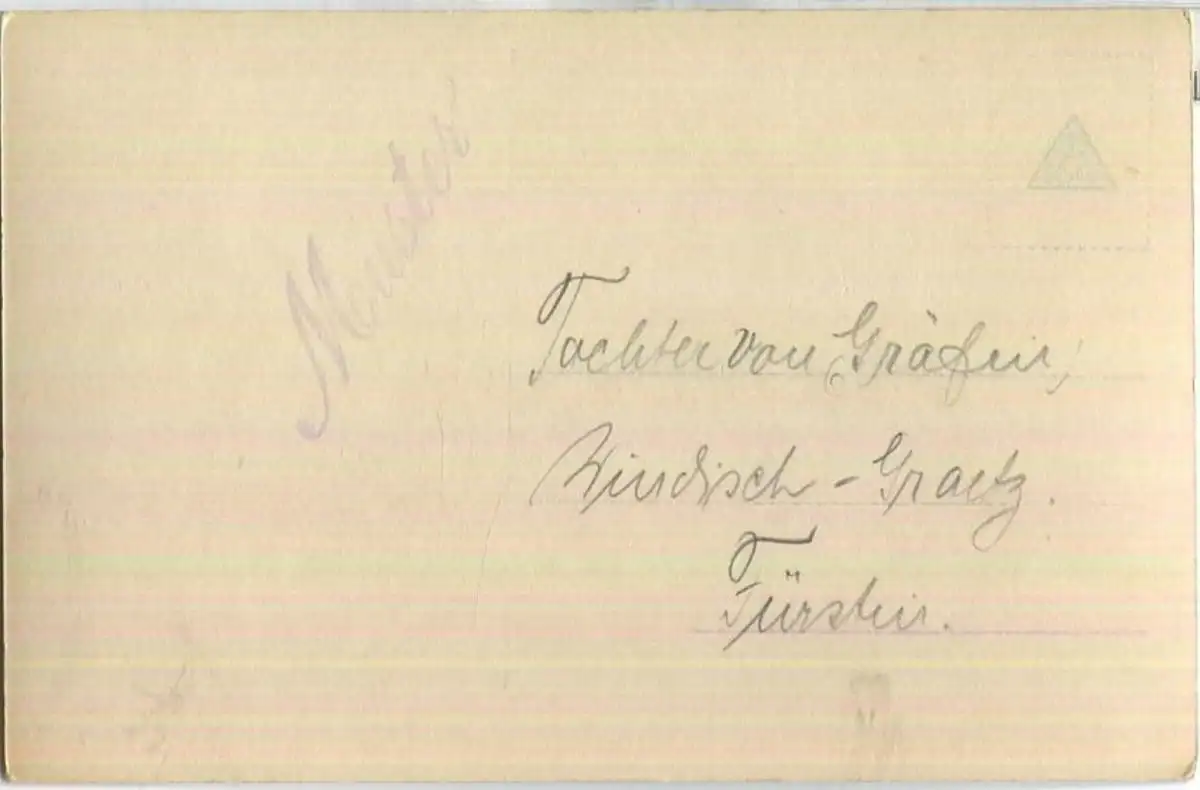 Muster
Tochter von Gräfin,
Windisch-Graetz.
Fürstin.